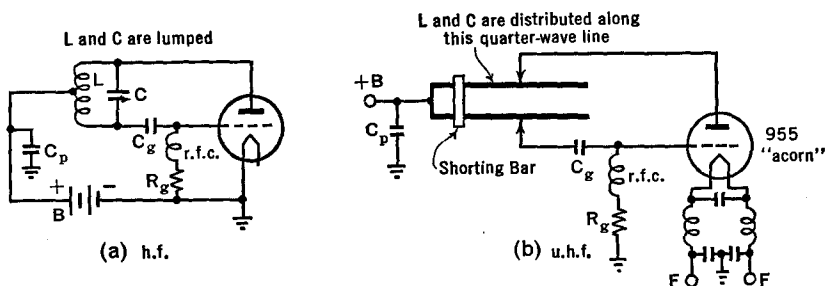 L and C are lumped
L
C
Cg
Cp
r.f.c.
Rg
+
-
B
(a) h.f.
L and C are distributed along
this quarter-wave line
+B
Cp
Shorting Bar
Cg
r.f.c.
Rg
955
"acorn"
(b) u.h.f.
F
F